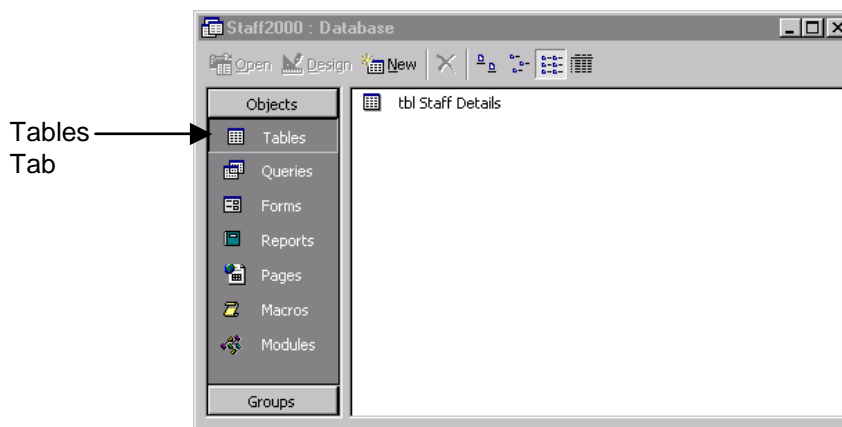 Staff2000 : Database
Open Design New
Objects
tbl Staff Details
Tables
Tab
Tables
Queries
Forms
Reports
Pages
Macros
Modules
Groups